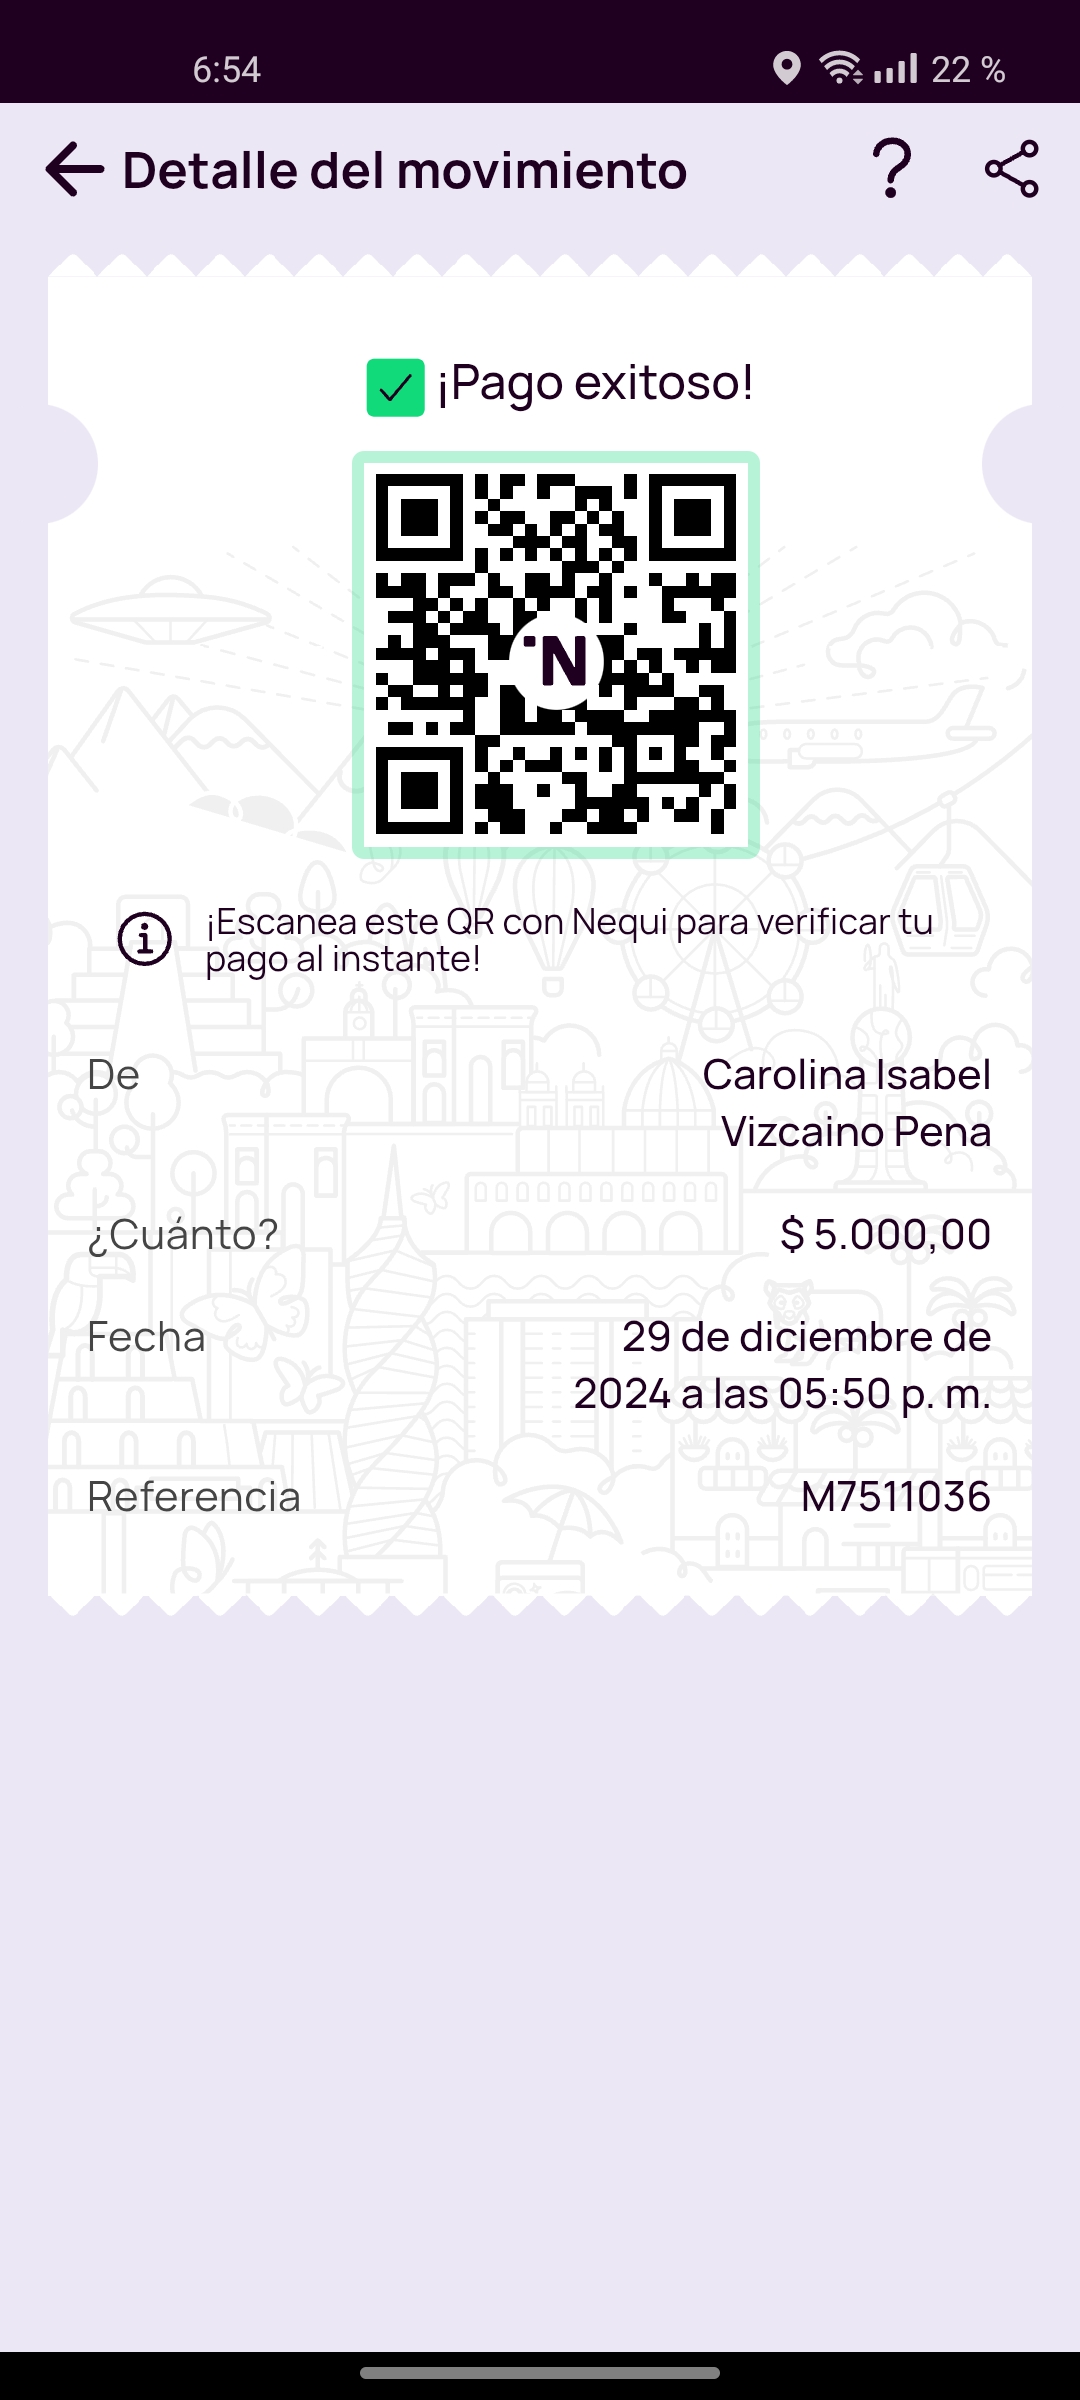 6:54
22 %
Detalle del movimiento
¡Pago exitoso!
N
¡Escanea este QR con Nequi para verificar tu
pago al instante!
De
Carolina Isabel
Vizcaino Pena
¿Cuánto?
$ 5.000,00
Fecha
29 de diciembre de
2024 a las 05:50 p. m.
Referencia
M7511036